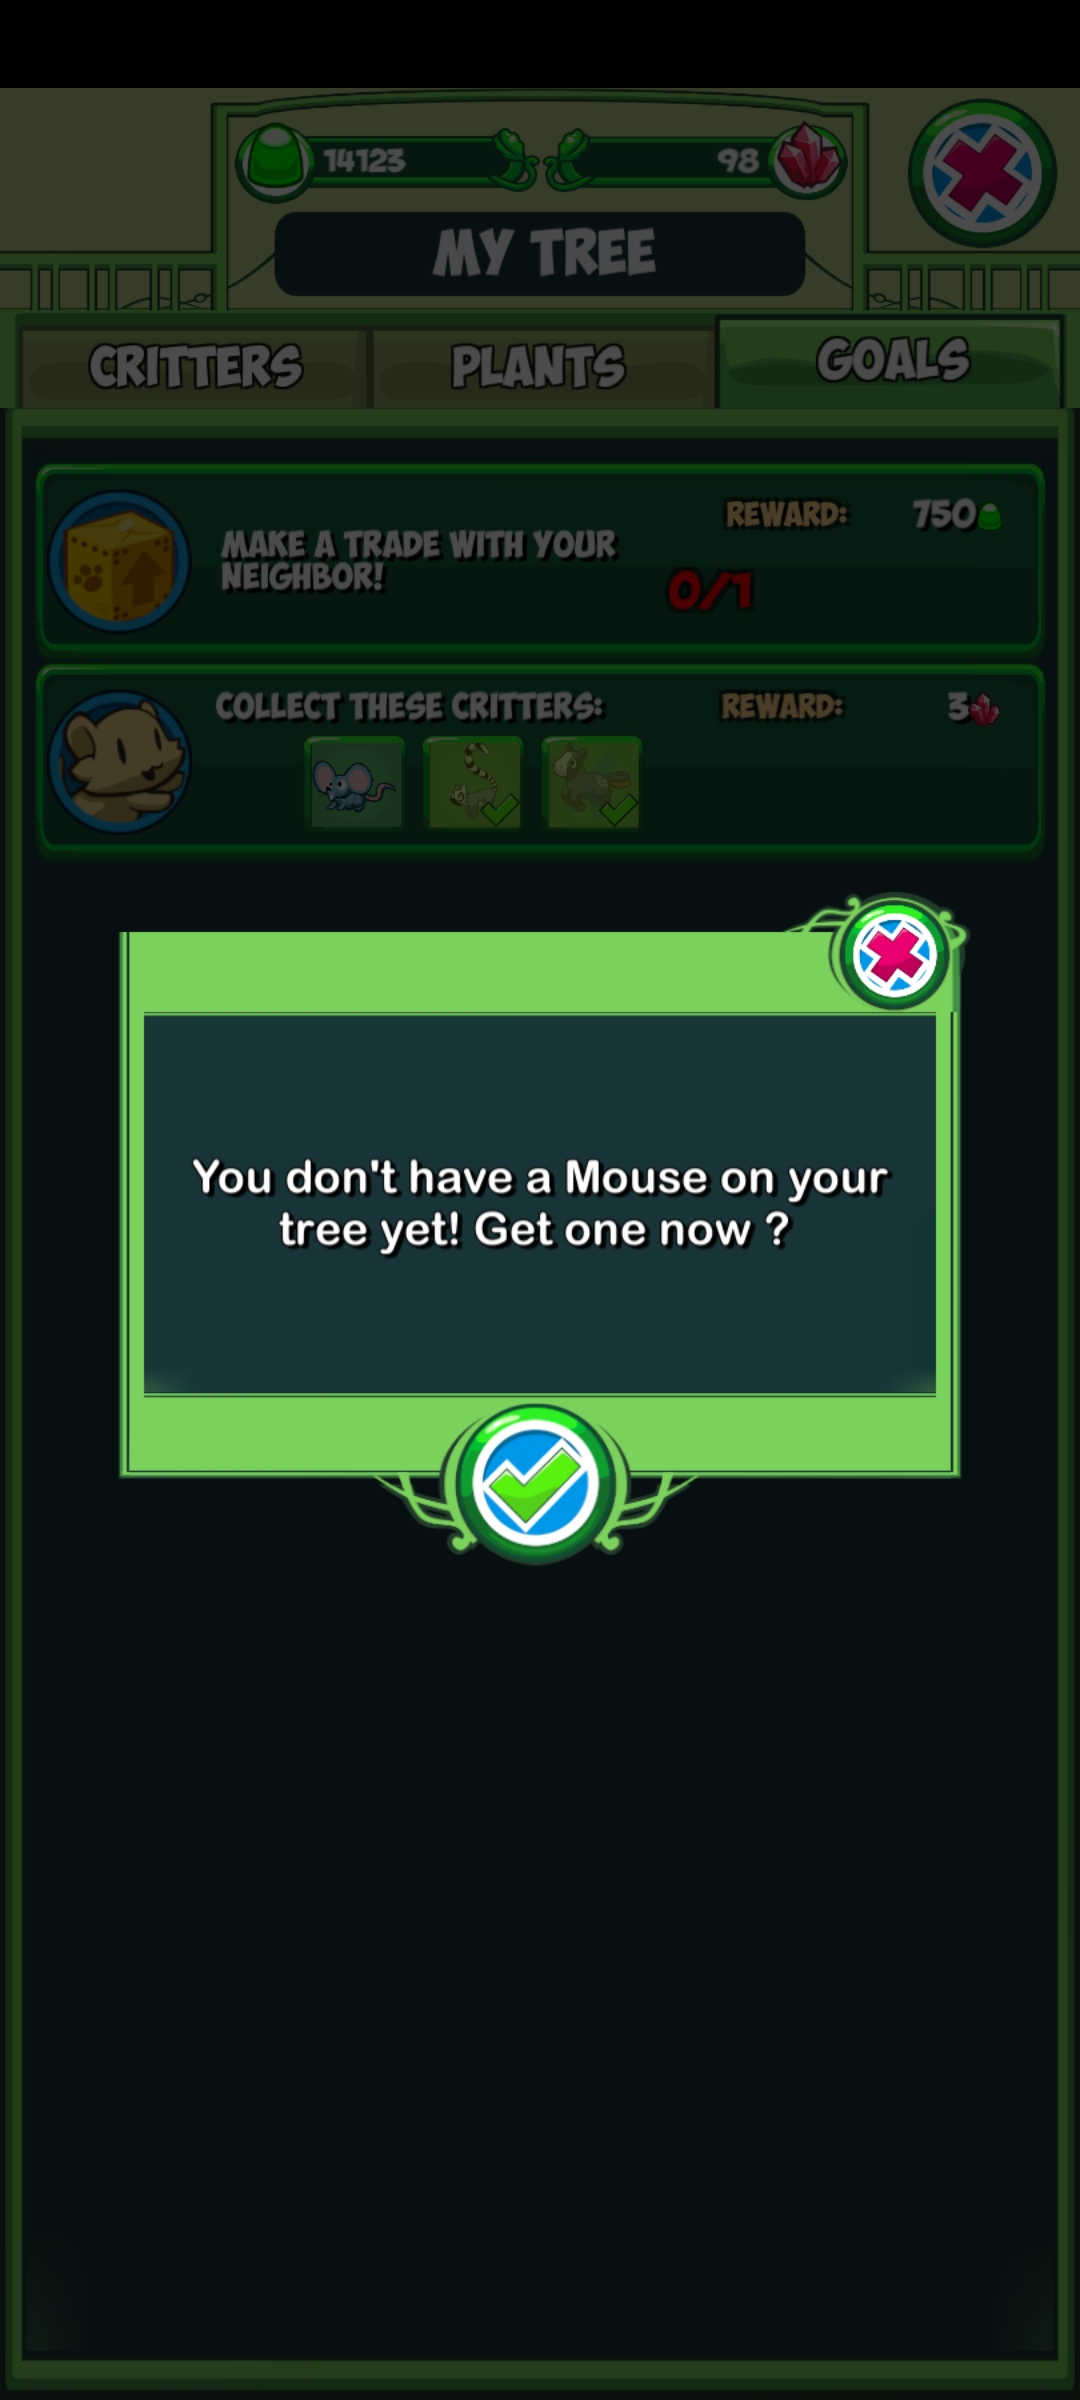 14123
98
MY TREE
CRITTERS
PLANTS
GOALS
MAKE A TRADE WITH YOUR
NEIGHBOR!
REWARD:
750
0/1
COLLECT THESE CRITTERS:
REWARD:
3
You don't have a Mouse on your
tree yet! Get one now ?